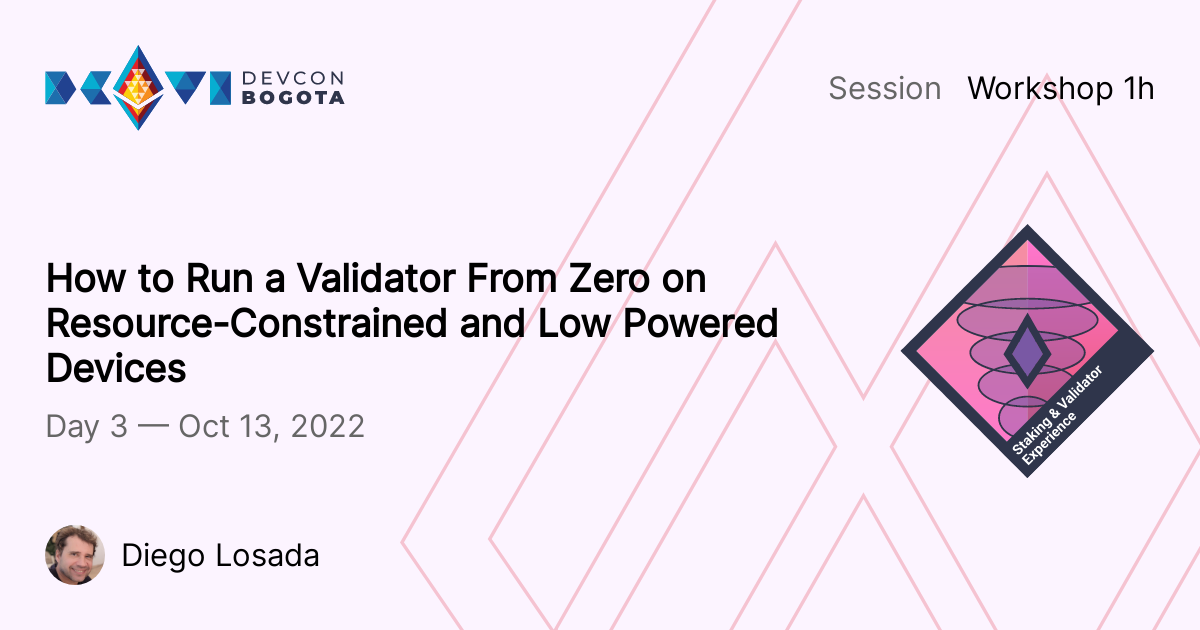 DEVCON
BOGOTA
Session Workshop 1h
How to Run a Validator From Zero on
Resource-Constrained and Low Powered
Devices
Day 3 — Oct 13, 2022
Staking & Validator
Experience
Diego Losada